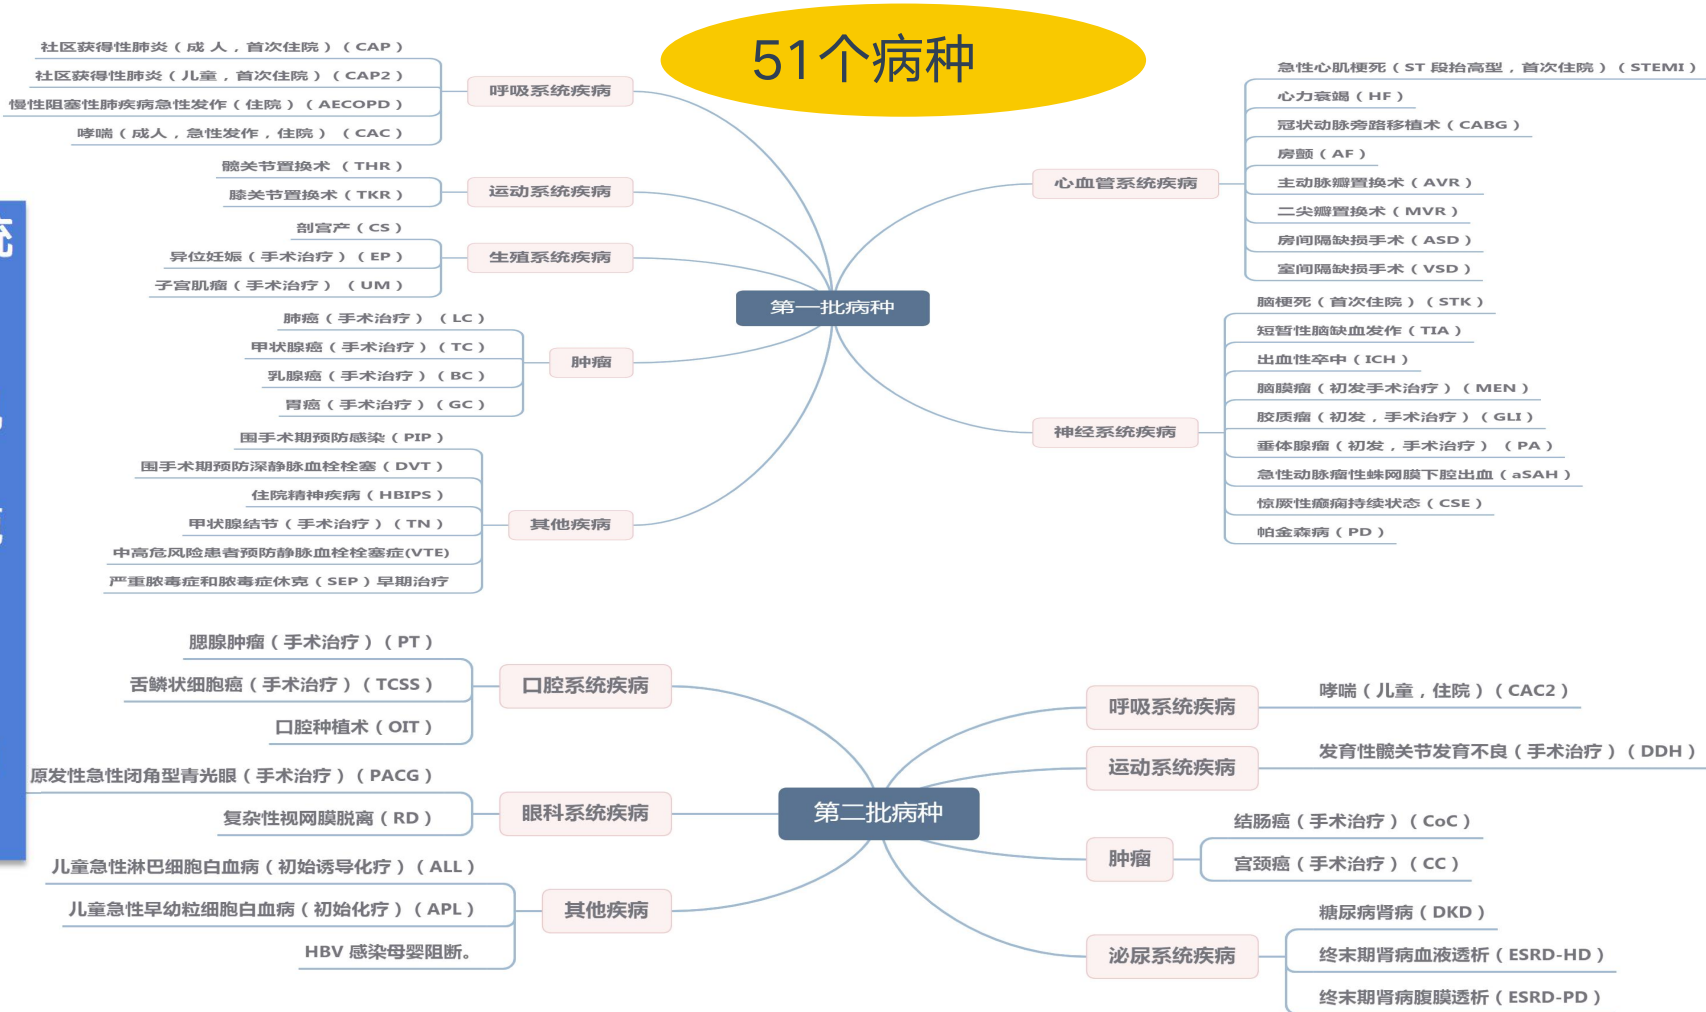 51个病种
社区获得性肺炎（成 人，首次住院）（CAP）
社区获得性肺炎（儿童，首次住院）（CAP2）
慢性阻塞性肺疾病急性发作（住院）（AECOPD）
哮喘（成人，急性发作，住院）（CAC）
呼吸系统疾病
髋关节置换术 （THR）
膝关节置换术（TKR）
运动系统疾病
剖宫产（CS）
异位妊娠（手术治疗）（EP）
子宫肌瘤（手术治疗） （UM）
生殖系统疾病
肺癌（手术治疗） （LC）
甲状腺癌（手术治疗）（TC）
乳腺癌（手术治疗）（BC）
胃癌（手术治疗）（GC）
肿瘤
围手术期预防感染（PIP）
围手术期预防深静脉血栓栓塞（DVT）
住院精神疾病（HBIPS）
甲状腺结节（手术治疗）（TN）
中高危风险患者预防静脉血栓栓塞症(VTE)
严重脓毒症和脓毒症休克（SEP）早期治疗
其他疾病
第一批病种
急性心肌梗死（ST 段抬高型，首次住院）（STEMI）
心力衰竭（HF）
冠状动脉旁路移植术（CABG）
房颤（AF）
主动脉瓣置换术（AVR）
二尖瓣置换术（MVR）
房间隔缺损手术（ASD）
室间隔缺损手术（VSD）
心血管系统疾病
脑梗死（首次住院）（STK）
短暂性脑缺血发作（TIA）
出血性卒中（ICH）
脑膜瘤（初发手术治疗）（MEN）
胶质瘤（初发，手术治疗）（GLI）
垂体腺瘤（初发，手术治疗） （PA）
急性动脉瘤性蛛网膜下腔出血（aSAH）
惊厥性癫痫持续状态（CSE）
帕金森病（PD）
神经系统疾病
腮腺肿瘤（手术治疗）（PT）
舌鳞状细胞癌（手术治疗）（TCSS）
口腔种植术（OIT）
口腔系统疾病
原发性急性闭角型青光眼（手术治疗）（PACG）
复杂性视网膜脱离（RD）
眼科系统疾病
儿童急性淋巴细胞白血病（初始诱导化疗）（ALL）
儿童急性早幼粒细胞白血病（初始化疗）（APL）
HBV 感染母婴阻断。
其他疾病
第二批病种
呼吸系统疾病
哮喘（儿童，住院）（CAC2）
运动系统疾病
发育性髋关节发育不良（手术治疗）（DDH）
肿瘤
结肠癌（手术治疗）（CoC）
宫颈癌（手术治疗）（CC）
泌尿系统疾病
糖尿病肾病（DKD）
终末期肾病血液透析（ESRD-HD）
终末期肾病腹膜透析（ESRD-PD）